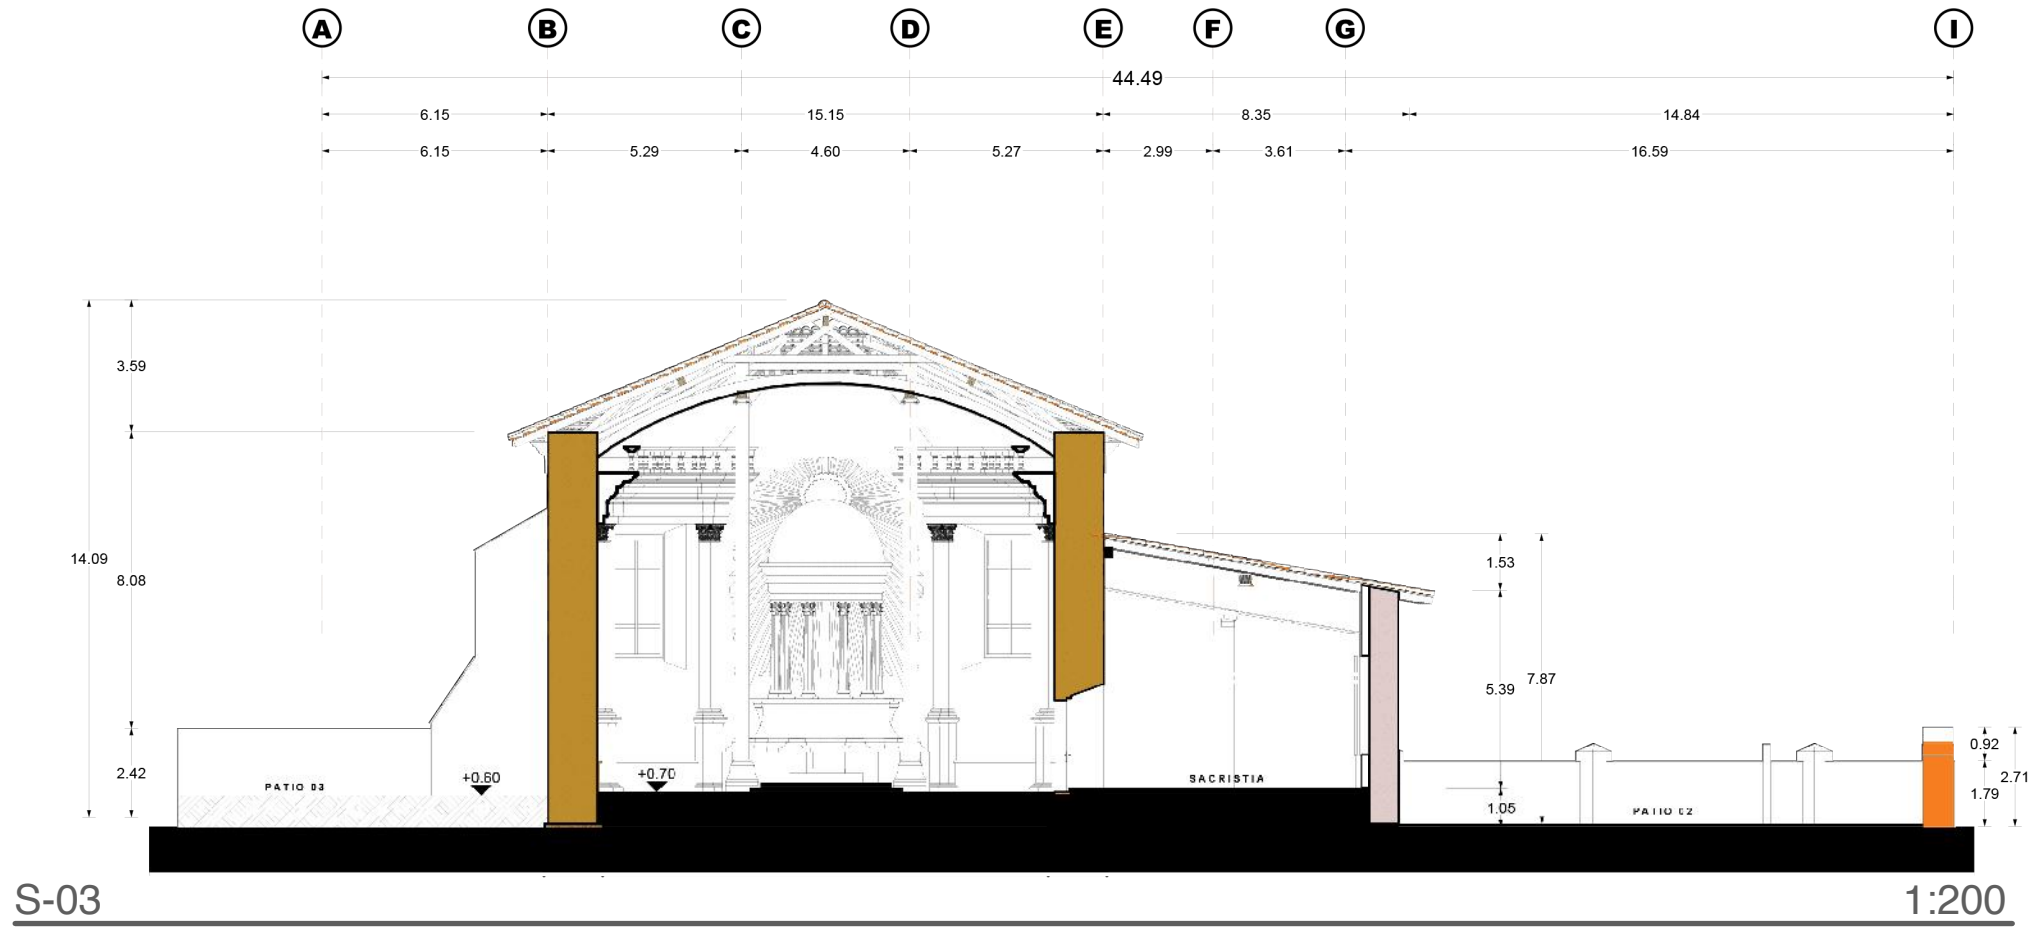 A B C D E F G I
44.49
6.15 15.15 8.35 14.84
6.15 5.29 4.60 5.27 2.99 3.61 16.59
3.59
14.09
8.08
2.42
1.53
5.39
7.87
1.05
0.92
2.71
1.79
PATIO 03
+0.60
+0.70
SACRISTIA
PATIO 02
S-03
1:200